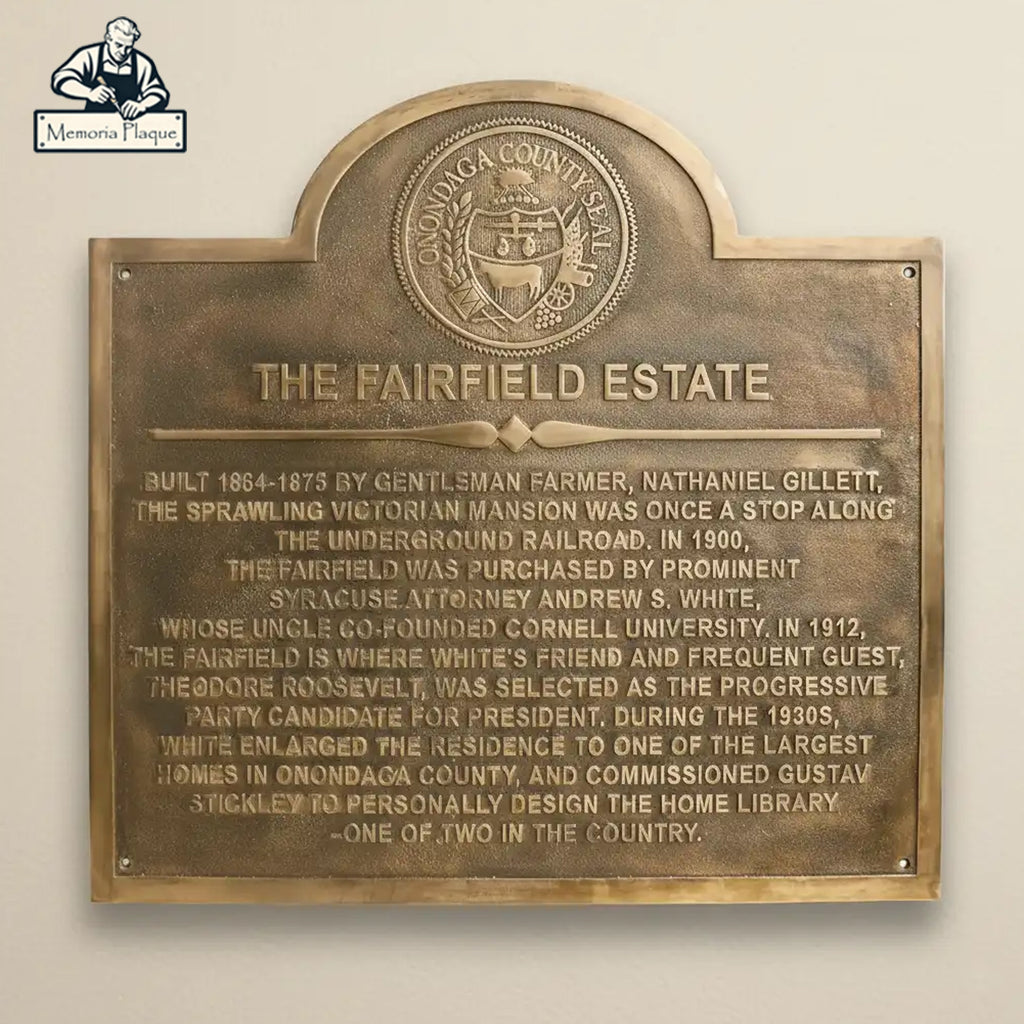 Memoria Plaque
ONONDAGA COUNTY SEAL
THE FAIRFIELD ESTATE
BUILT 1864-1875 BY GENTLSMAN FARMER, NATHANIEL GILLETT,
THE SPRAWLING VICTORIAN MANSION WAS ONCE A STOP ALONG
THE UNDERGROUND RAILROAD. IN 1900,
THE FAIRFIELD WAS PURCHASED BY PROMINENT
SYRACUSE ATTORNEY ANDREW S. WHITE,
WHOSE UNCLE CO-FOUNDED CORNELL UNIVERSITY. IN 1912,
THE FAIRFIELD IS WHERE WHITE'S FRIEND AND FREQUENT GUEST,
THEODORE ROOSEVELT, WAS SELECTED AS THE PROGRESSIVE
PARTY CANDIDATE FOR PRESIDENT. DURING THE 1930S,
WHITE ENLARGED THE RESIDENCE TO ONE OF THE LARGEST
HOMES IN ONONDAGA COUNTY, AND COMMISSIONED GUSTAV
STICKLEY TO PERSONALLY DESIGN THE HOME LIBRARY
-ONE OF TWO IN THE COUNTRY.